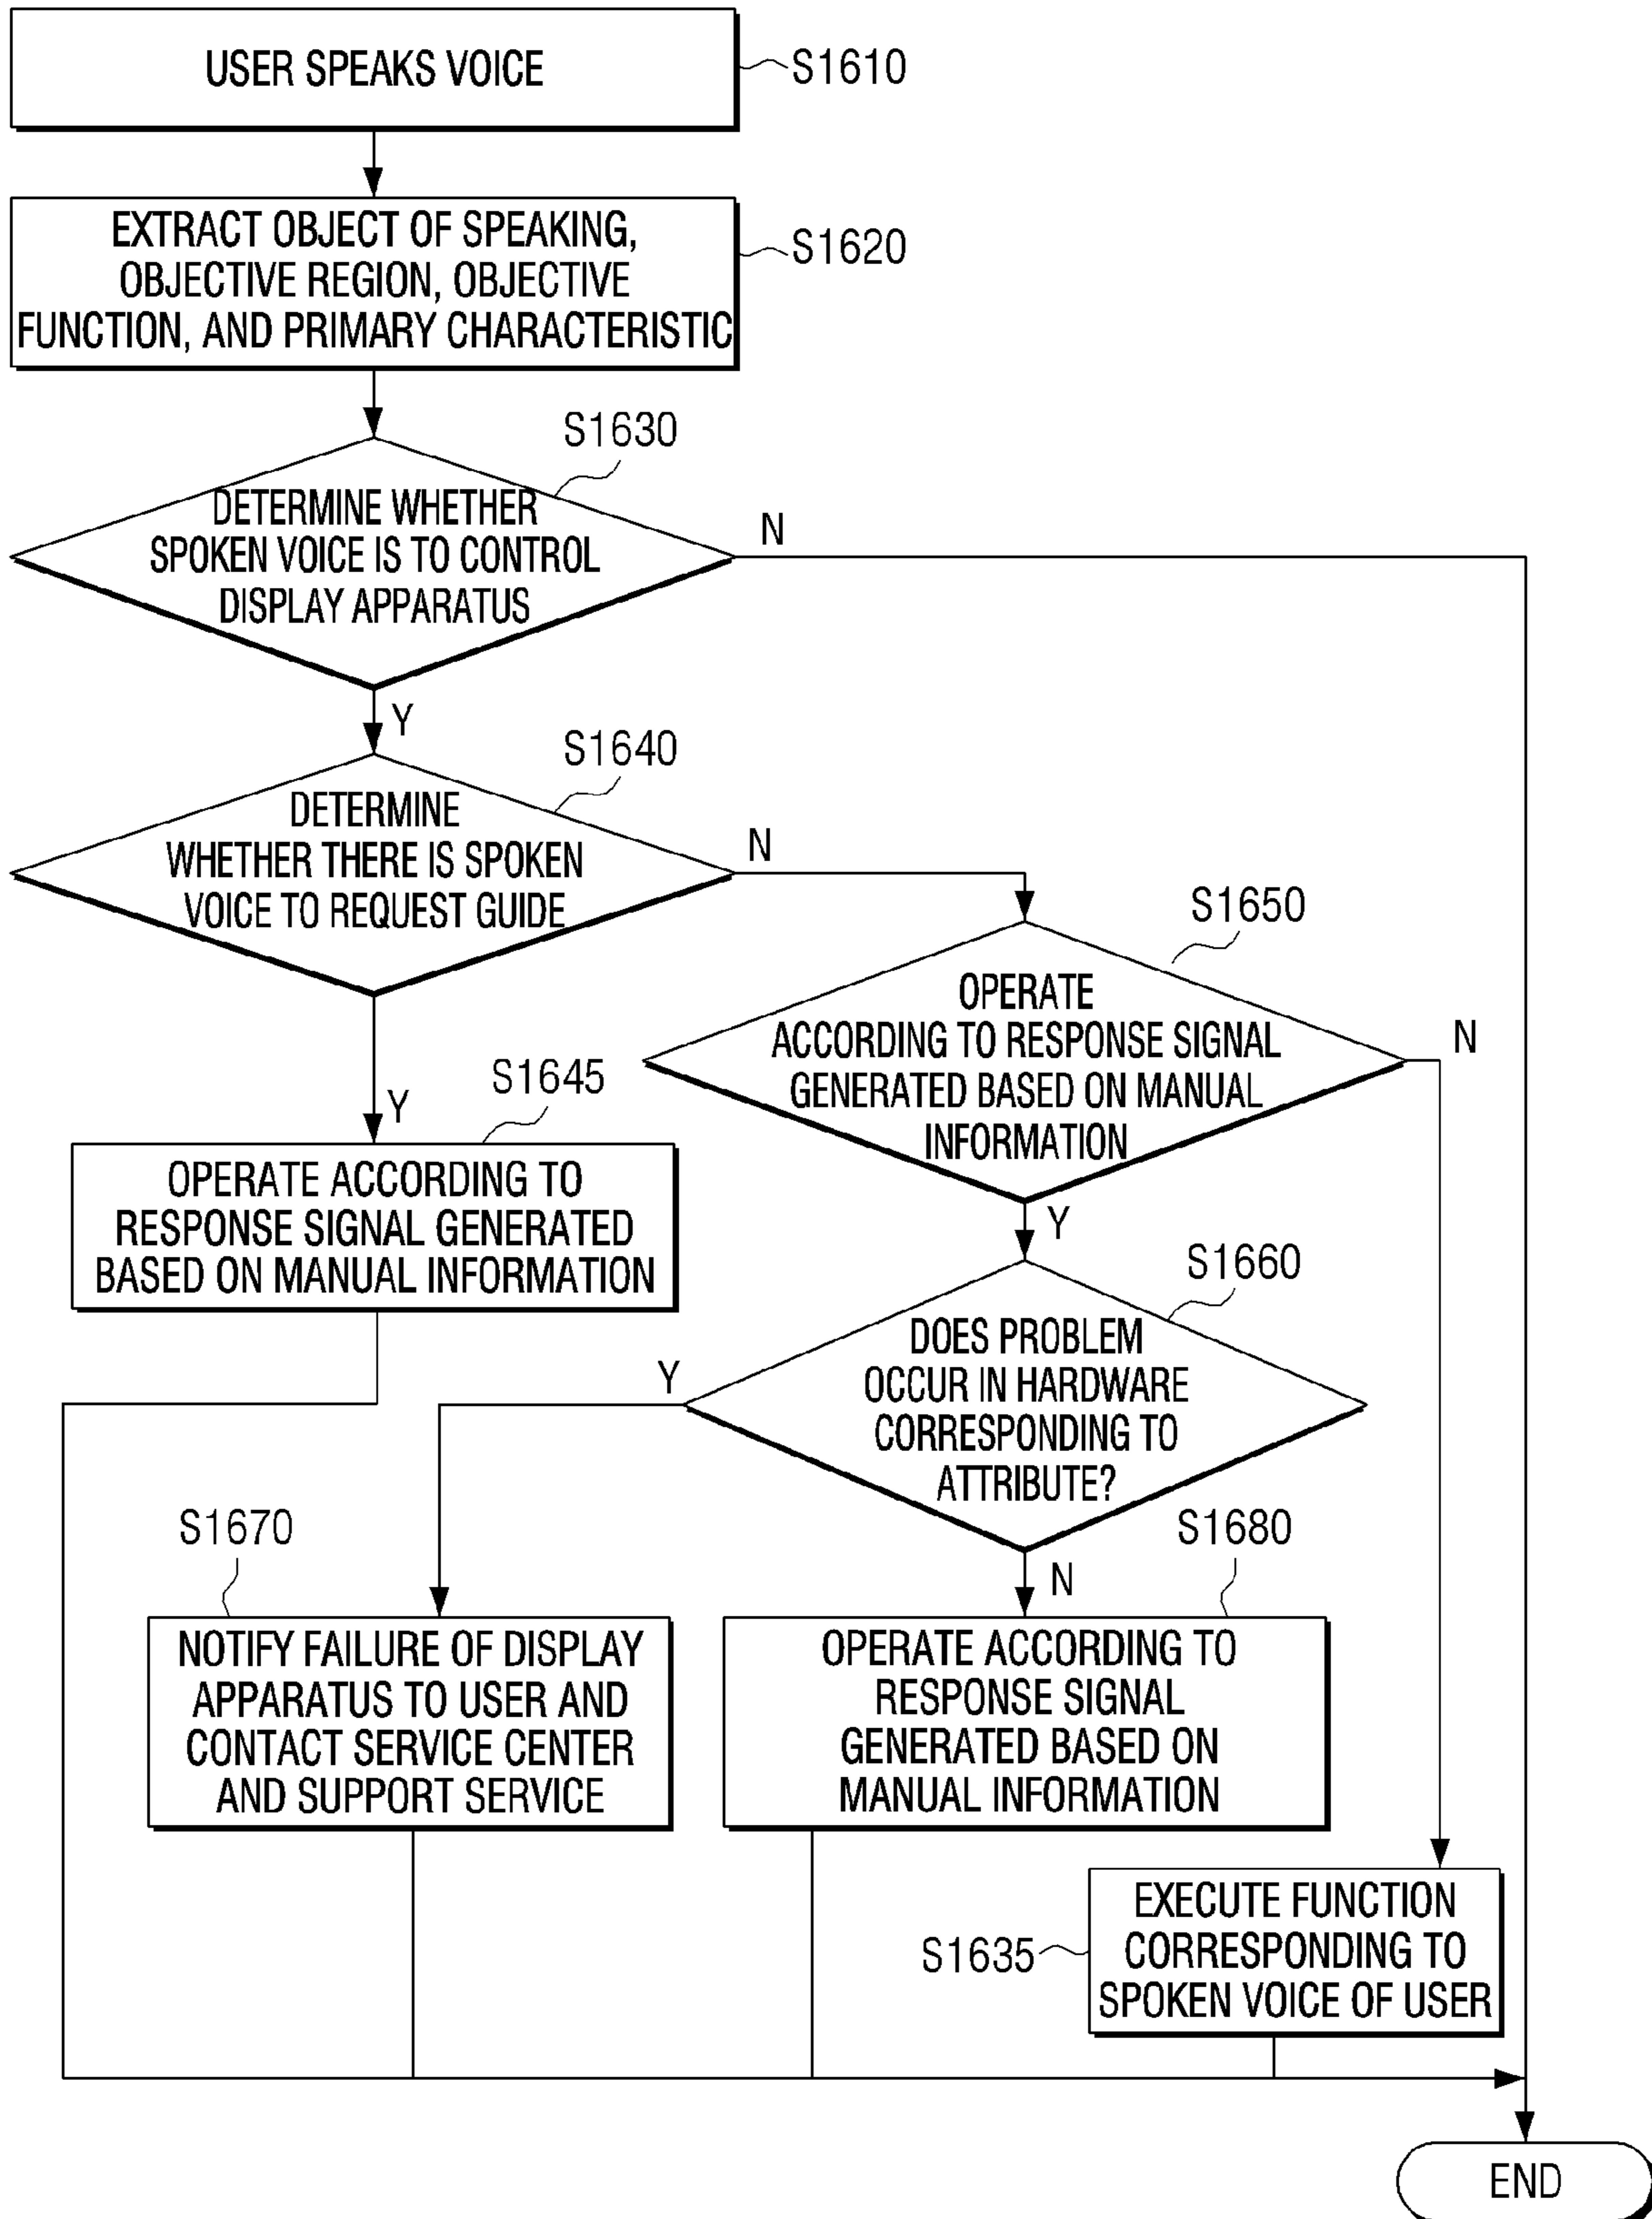 USER SPEAKS VOICE
S1610
EXTRACT OBJECT OF SPEAKING,
OBJECTIVE REGION, OBJECTIVE
FUNCTION, AND PRIMARY CHARACTERISTIC
S1620
S1630
DETERMINE WHETHER
SPOKEN VOICE IS TO CONTROL
DISPLAY APPARATUS
N
Y
S1640
DETERMINE
WHETHER THERE IS SPOKEN
VOICE TO REQUEST GUIDE
N
Y
S1645
OPERATE ACCORDING TO
RESPONSE SIGNAL GENERATED
BASED ON MANUAL INFORMATION
S1650
OPERATE
ACCORDING TO RESPONSE SIGNAL
GENERATED BASED ON MANUAL
INFORMATION
N
Y
S1660
DOES PROBLEM
OCCUR IN HARDWARE
CORRESPONDING TO
ATTRIBUTE?
Y
N
S1670
NOTIFY FAILURE OF DISPLAY
APPARATUS TO USER AND
CONTACT SERVICE CENTER
AND SUPPORT SERVICE
S1680
OPERATE ACCORDING TO
RESPONSE SIGNAL
GENERATED BASED ON
MANUAL INFORMATION
S1635
EXECUTE FUNCTION
CORRESPONDING TO
SPOKEN VOICE OF USER
END